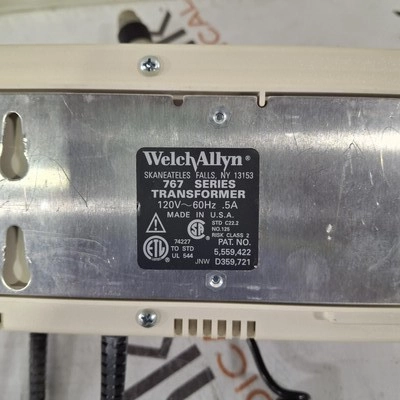 WelchAllyn
SKANEATELES FALLS, NY 13153
767 SERIES
TRANSFORMER
120V~60Hz .5A
MADE IN U.S.A.
ETL
74227
TO STD
UL 544
STD C22.2
NO.125
RISK CLASS 2
PAT. NO.
5,559,422
JNW D359,721